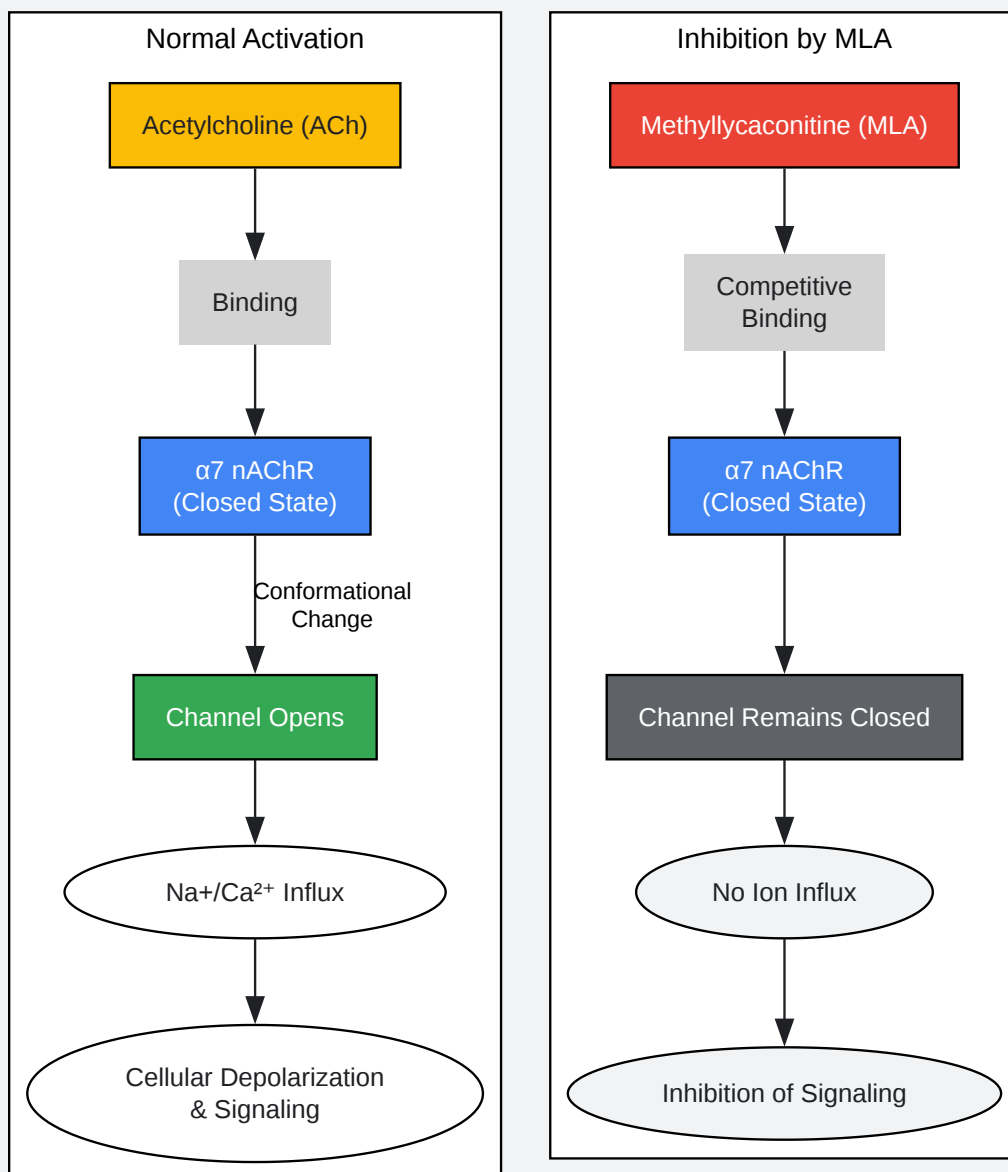 Normal Activation
Acetylcholine (ACh)
Binding
α7 nAChR
(Closed State)
Conformational
Change
Channel Opens
Na+/Ca²⁺ Influx
Cellular Depolarization
& Signaling
Inhibition by MLA
Methyllycaconitine (MLA)
Competitive
Binding
α7 nAChR
(Closed State)
Channel Remains Closed
No Ion Influx
Inhibition of Signaling